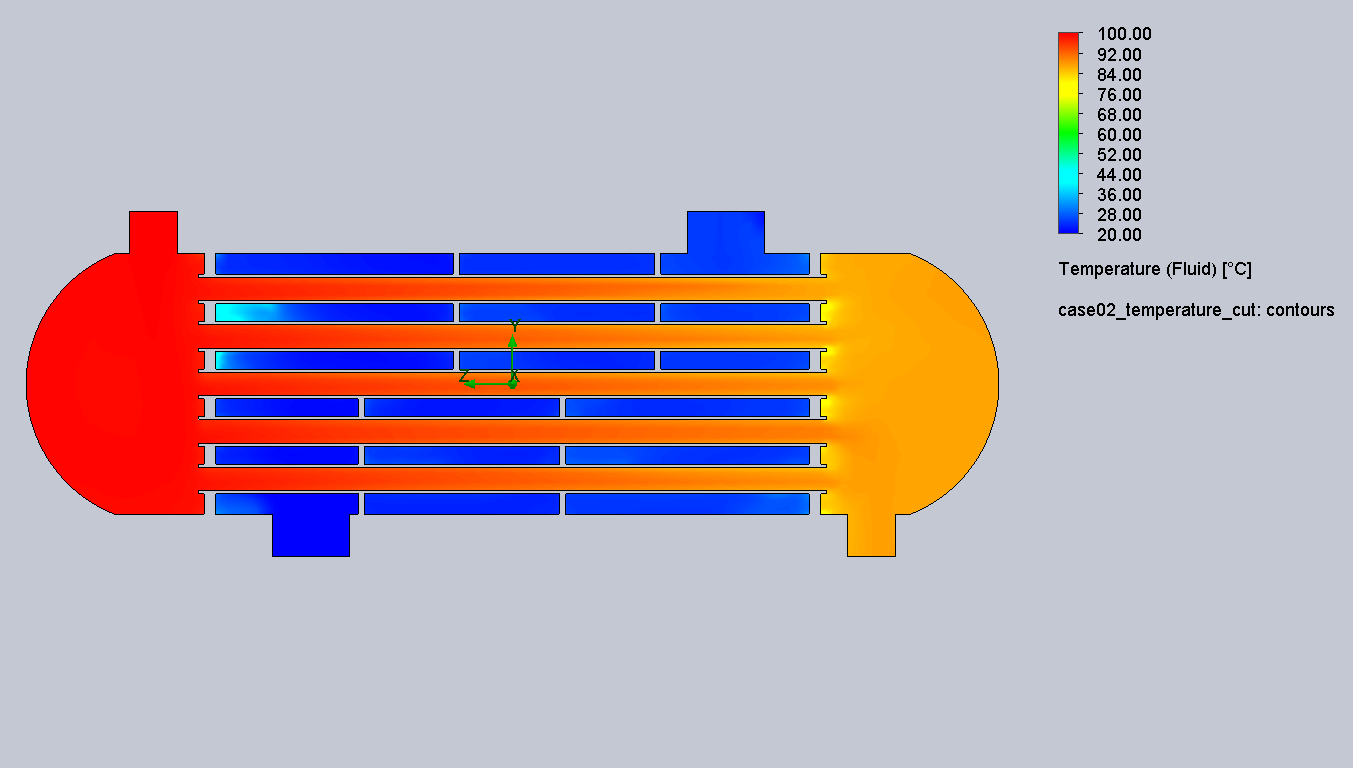 100.00
92.00
84.00
76.00
68.00
60.00
52.00
44.00
36.00
28.00
20.00
Temperature (Fluid) [°C]
case02_temperature_cut: contours
Y
Z
X